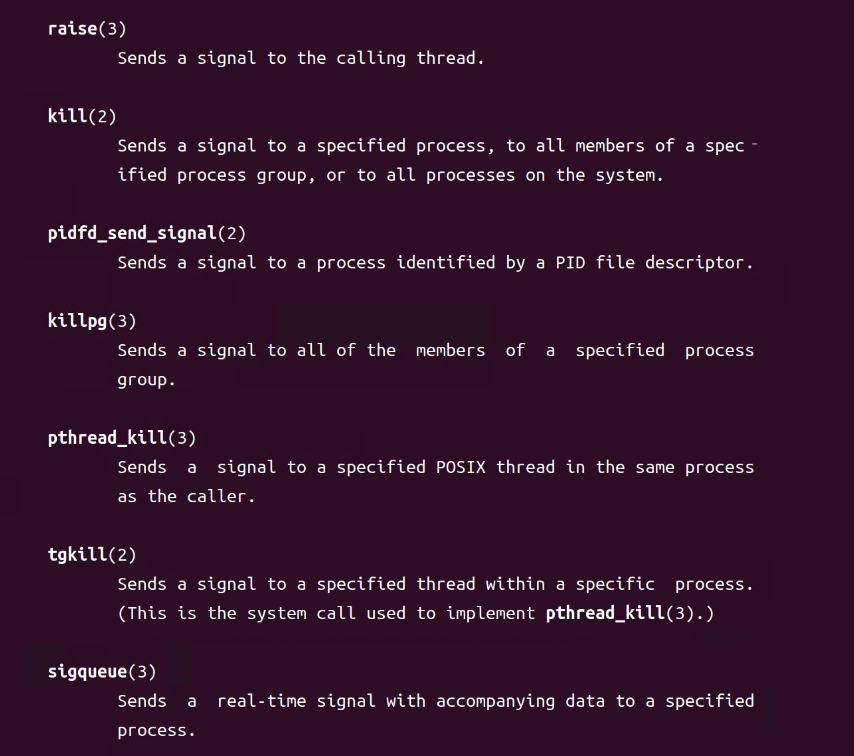 raise(3)
Sends a signal to the calling thread.
kill(2)
Sends a signal to a specified process, to all members of a spec-
ified process group, or to all processes on the system.
pidfd_send_signal(2)
Sends a signal to a process identified by a PID file descriptor.
killpg(3)
Sends a signal to all of the  members  of  a  specified  process
group.
pthread_kill(3)
Sends  a  signal to a specified POSIX thread in the same process
as the caller.
tgkill(2)
Sends a signal to a specified thread within a specific  process.
(This is the system call used to implement pthread_kill(3).)
sigqueue(3)
Sends  a  real-time signal with accompanying data to a specified
process.